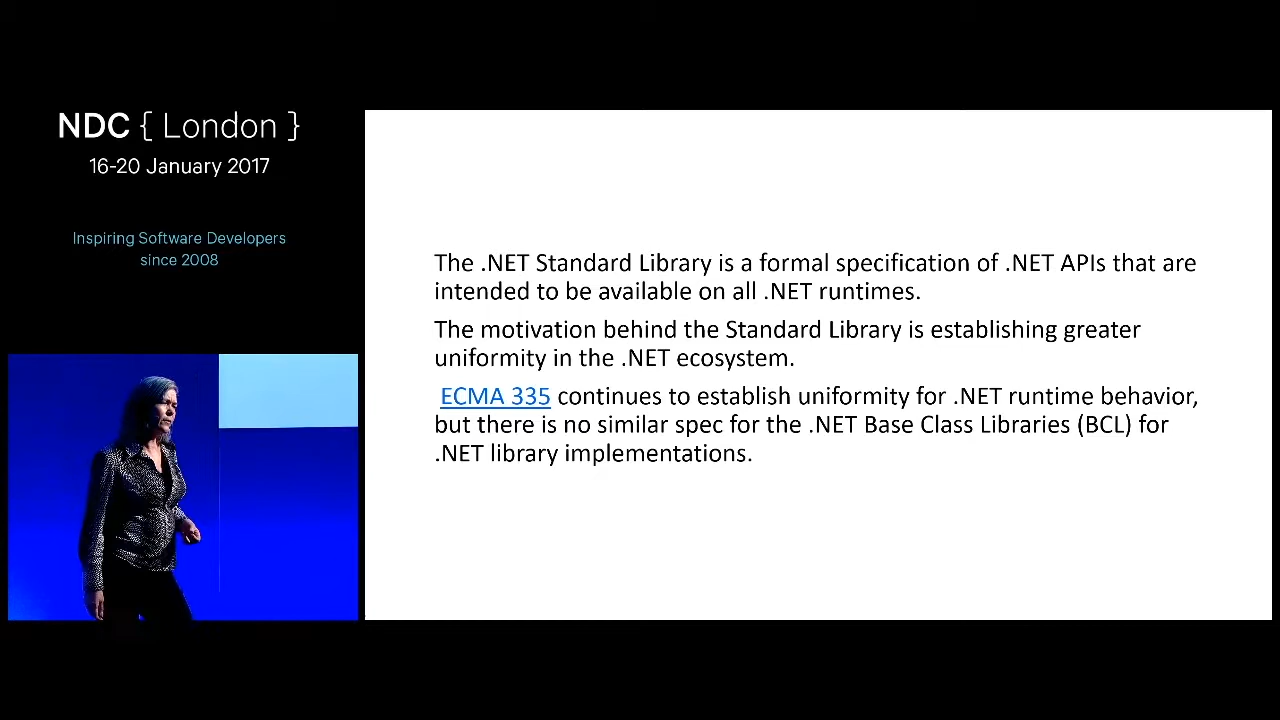 NDC { London }
16-20 January 2017
Inspiring Software Developers
since 2008
The .NET Standard Library is a formal specification of .NET APIs that are
intended to be available on all .NET runtimes.
The motivation behind the Standard Library is establishing greater
uniformity in the .NET ecosystem.
ECMA 335 continues to establish uniformity for .NET runtime behavior,
but there is no similar spec for the .NET Base Class Libraries (BCL) for
.NET library implementations.